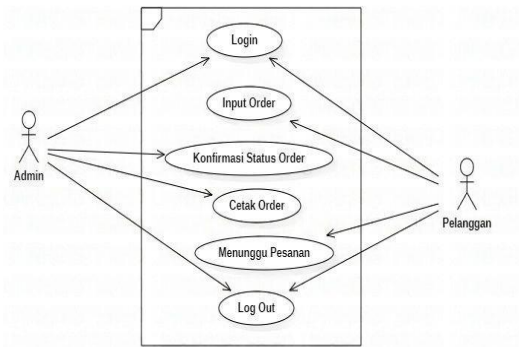 Login
Input Order
Konfirmasi Status Order
Admin
Cetak Order
Pelanggan
Menunggu Pesanan
Log Out